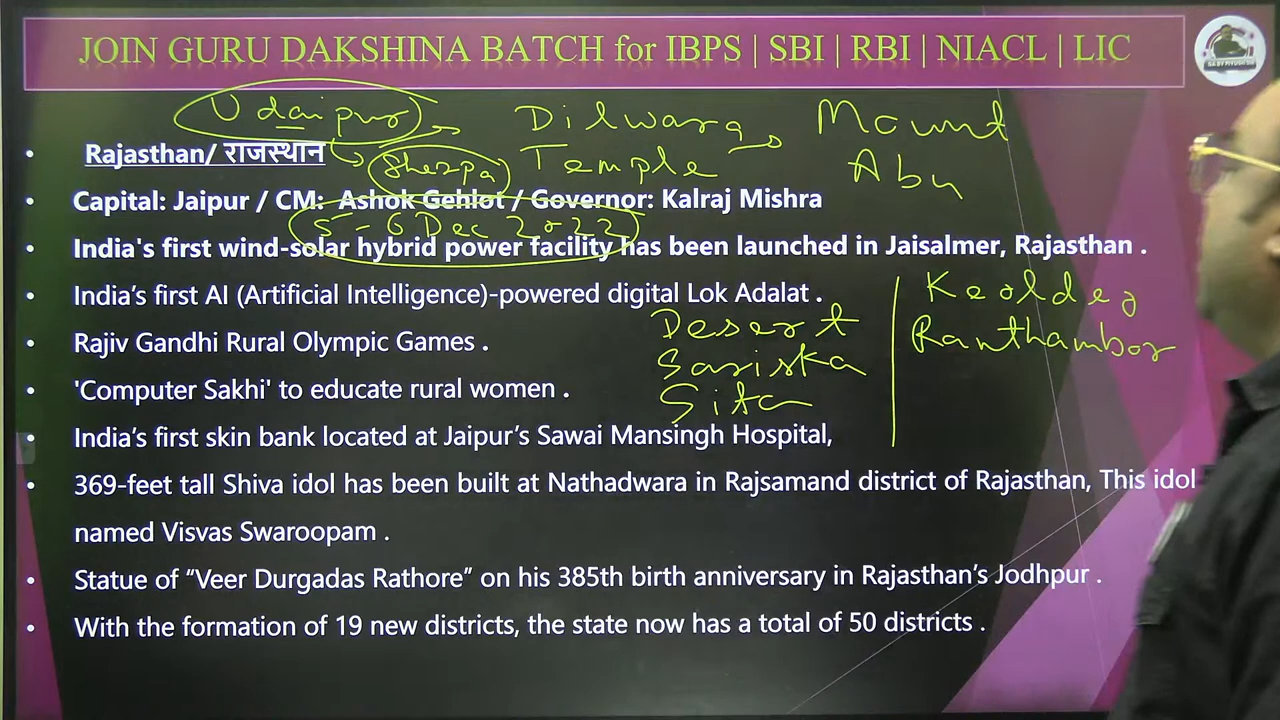 JOIN GURU DAKSHINA BATCH for IBPS | SBI | RBI | NIACL | LIC
Udaipur Dilwara Mount
• Rajasthan/ राजस्थान Sherpa Temple Abu
• Capital: Jaipur / CM: Ashok Gehlot / Governor: Kalraj Mishra
5-6 Dec 2022
• India's first wind-solar hybrid power facility has been launched in Jaisalmer, Rajasthan .
• India's first AI (Artificial Intelligence)-powered digital Lok Adalat . Keoldeo
Desert Ranthambor
• Rajiv Gandhi Rural Olympic Games .
Sariska
• 'Computer Sakhi' to educate rural women .
Sita
• India's first skin bank located at Jaipur's Sawai Mansingh Hospital,
• 369-feet tall Shiva idol has been built at Nathadwara in Rajsamand district of Rajasthan, This idol
named Visvas Swaroopam .
• Statue of “Veer Durgadas Rathore” on his 385th birth anniversary in Rajasthan's Jodhpur .
• With the formation of 19 new districts, the state now has a total of 50 districts .